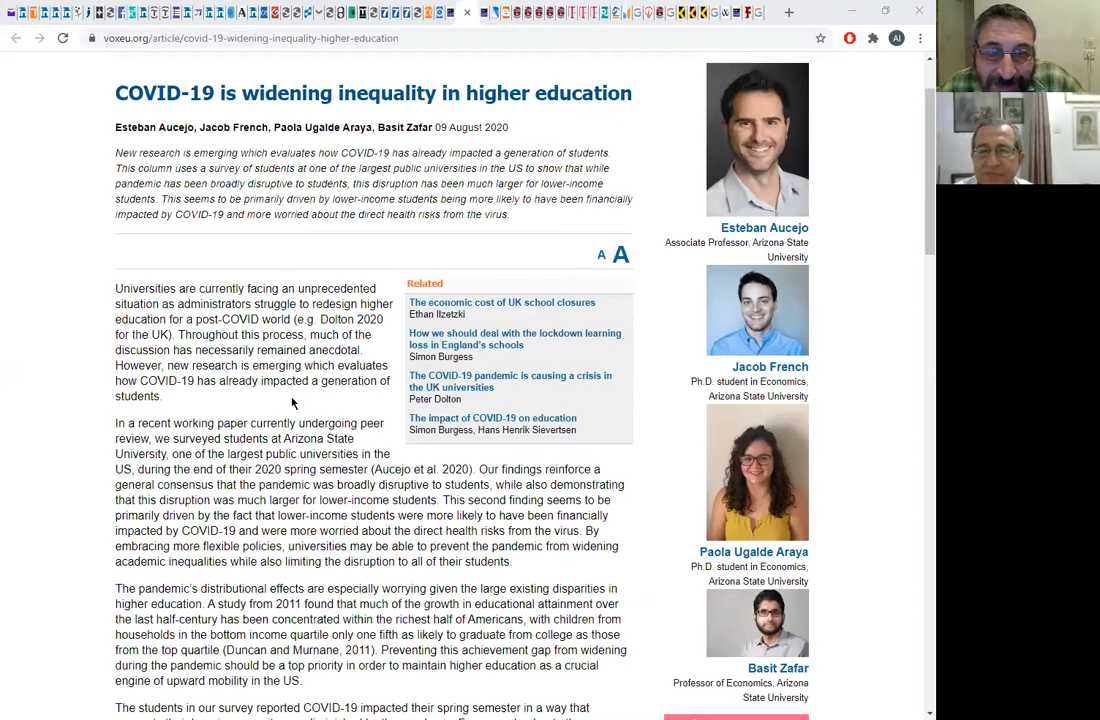 voxeu.org/article/covid-19-widening-inequality-higher-education
COVID-19 is widening inequality in higher education
Esteban Aucejo, Jacob French, Paola Ugalde Araya, Basit Zafar 09 August 2020
New research is emerging which evaluates how COVID-19 has already impacted a generation of students.
This column uses a survey of students at one of the largest public universities in the US to show that while
pandemic has been broadly disruptive to students, this disruption has been much larger for lower-income
students. This seems to be primarily driven by lower-income students being more likely to have been financially
impacted by COVID-19 and more worried about the direct health risks from the virus.
A A
Universities are currently facing an unprecedented
situation as administrators struggle to redesign higher
education for a post-COVID world (e.g. Dolton 2020
for the UK). Throughout this process, much of the
discussion has necessarily remained anecdotal.
However, new research is emerging which evaluates
how COVID-19 has already impacted a generation of
students.
Related
The economic cost of UK school closures
Ethan Ilzetzki
How we should deal with the lockdown learning
loss in England's schools
Simon Burgess
The COVID-19 pandemic is causing a crisis in
the UK universities
Peter Dolton
The impact of COVID-19 on education
Simon Burgess, Hans Henrik Sievertsen
In a recent working paper currently undergoing peer
review, we surveyed students at Arizona State
University, one of the largest public universities in the
US, during the end of their 2020 spring semester (Aucejo et al. 2020). Our findings reinforce a
general consensus that the pandemic was broadly disruptive to students, while also demonstrating
that this disruption was much larger for lower-income students. This second finding seems to be
primarily driven by the fact that lower-income students were more likely to have been financially
impacted by COVID-19 and were more worried about the direct health risks from the virus. By
embracing more flexible policies, universities may be able to prevent the pandemic from widening
academic inequalities while also limiting the disruption to all of their students.
The pandemic's distributional effects are especially worrying given the large existing disparities in
higher education. A study from 2011 found that much of the growth in educational attainment over
the last half-century has been concentrated within the richest half of Americans, with children from
households in the bottom income quartile only one fifth as likely to graduate from college as those
from the top quartile (Duncan and Murnane, 2011). Preventing this achievement gap from widening
during the pandemic should be a top priority in order to maintain higher education as a crucial
engine of upward mobility in the US.
The students in our survey reported COVID-19 impacted their spring semester in a way that
Esteban Aucejo
Associate Professor, Arizona State
University
Jacob French
Ph.D. student in Economics,
Arizona State University
Paola Ugalde Araya
Ph.D. student in Economics,
Arizona State University
Basit Zafar
Professor of Economics, Arizona
State University